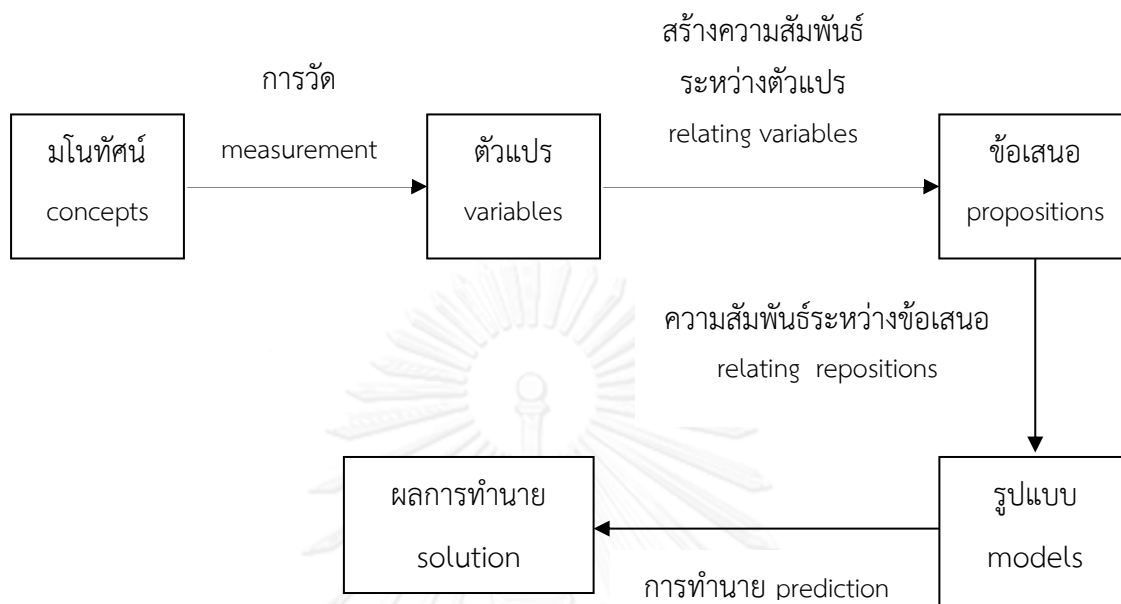 การวัด
measurement
สร้างความสัมพันธ์
ระหว่างตัวแปร
relating variables
มโนทัศน์
concepts
ตัวแปร
variables
ข้อเสนอ
propositions
ความสัมพันธ์ระหว่างข้อเสนอ
relating repositions
ผลการทำนาย
solution
รูปแบบ
models
การทำนาย prediction